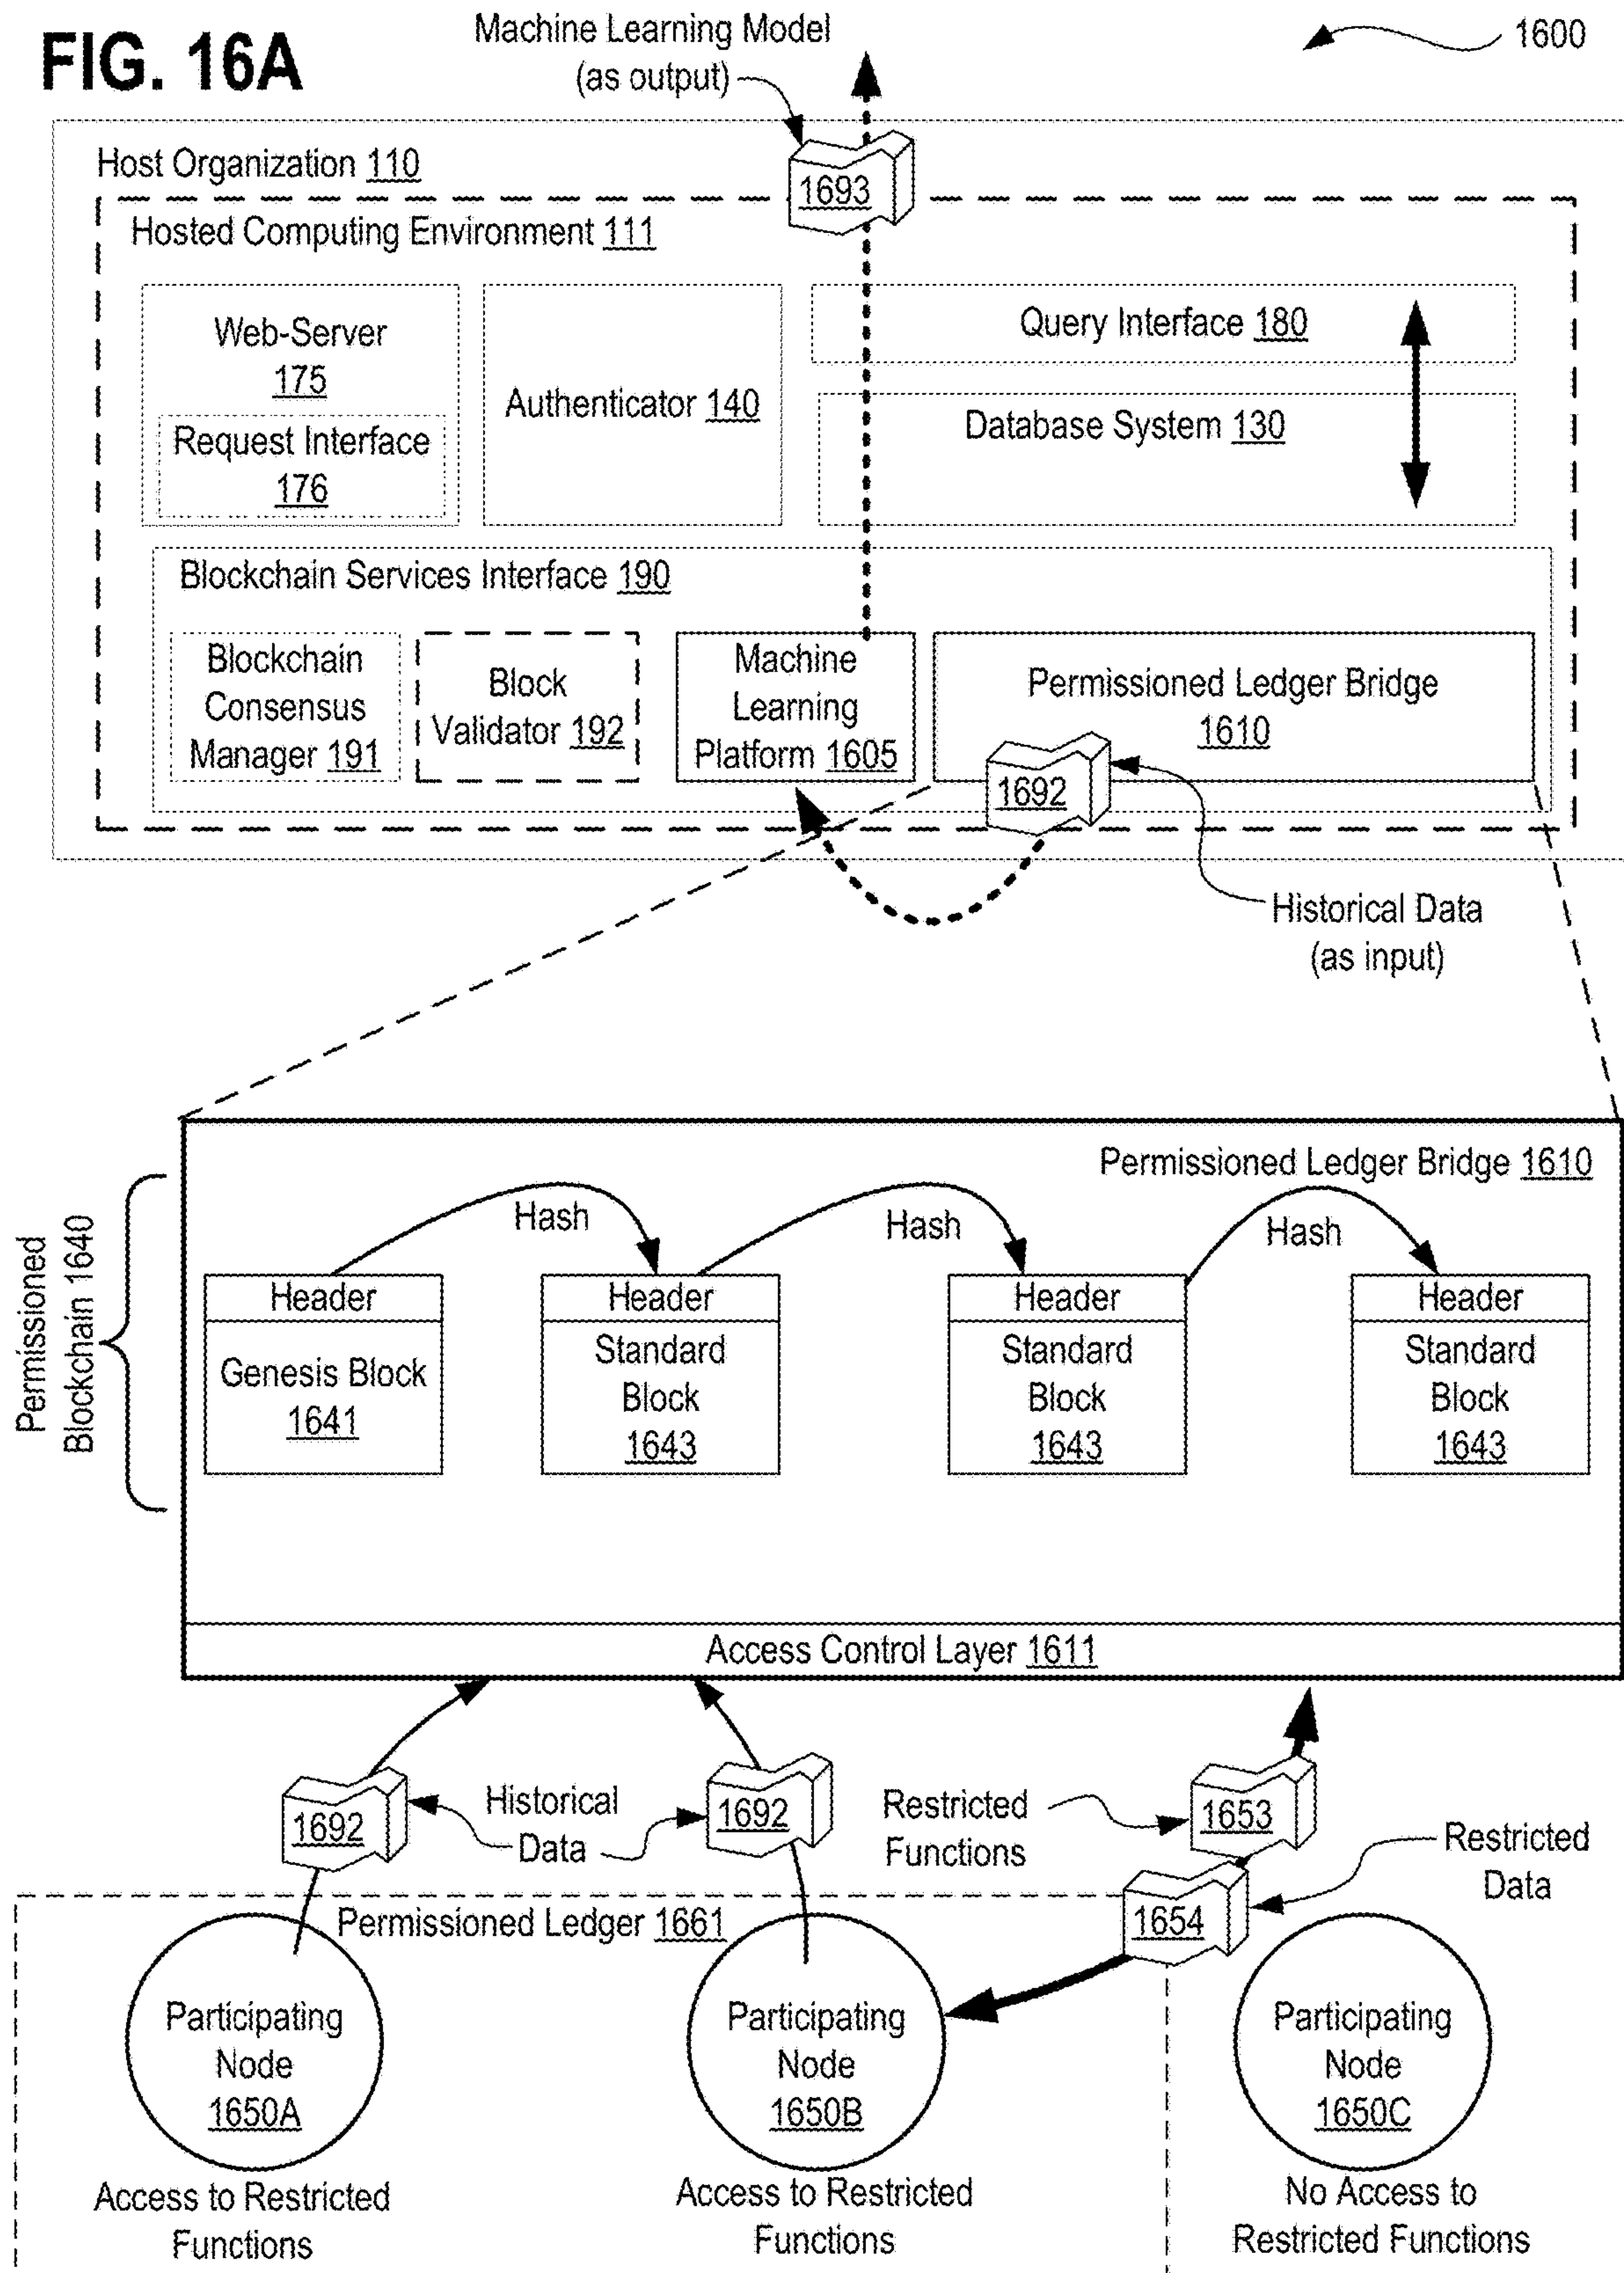 FIG. 16A
Machine Learning Model
(as output)
1600
Host Organization 110
1693
Hosted Computing Environment 111
Web-Server
175
Request Interface
176
Authenticator 140
Query Interface 180
Database System 130
Blockchain Services Interface 190
Blockchain
Consensus
Manager 191
Block
Validator 192
Machine
Learning
Platform 1605
Permissioned Ledger Bridge
1610
1692
Historical Data
(as input)
Permissioned Ledger Bridge 1610
Permissioned
Blockchain 1640
Hash
Hash
Hash
Header
Genesis Block
1641
Header
Standard
Block
1643
Header
Standard
Block
1643
Header
Standard
Block
1643
Access Control Layer 1611
1692
Historical
Data
1692
Restricted
Functions
1653
Restricted
Data
1654
Permissioned Ledger 1661
Participating
Node
1650A
Participating
Node
1650B
Participating
Node
1650C
Access to Restricted
Functions
Access to Restricted
Functions
No Access to
Restricted Functions